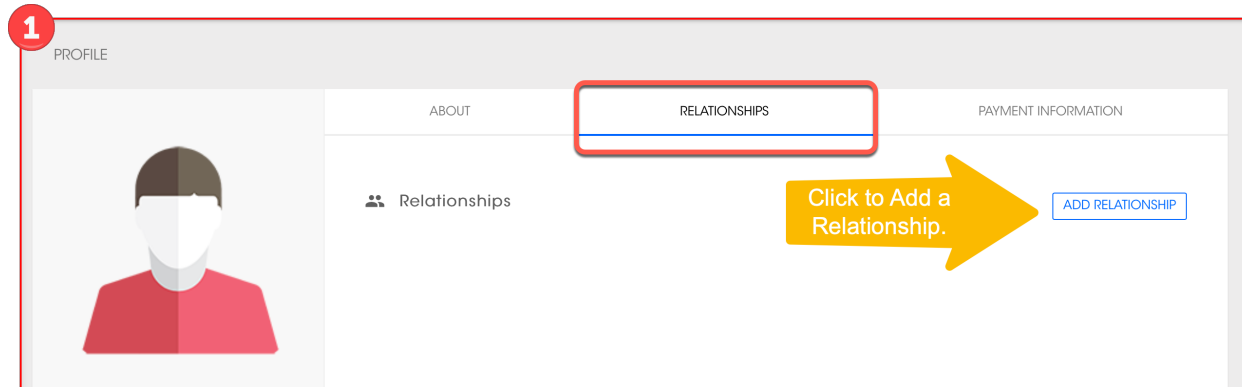 1
PROFILE
ABOUT
RELATIONSHIPS
PAYMENT INFORMATION
Relationships
Click to Add a
Relationship.
ADD RELATIONSHIP